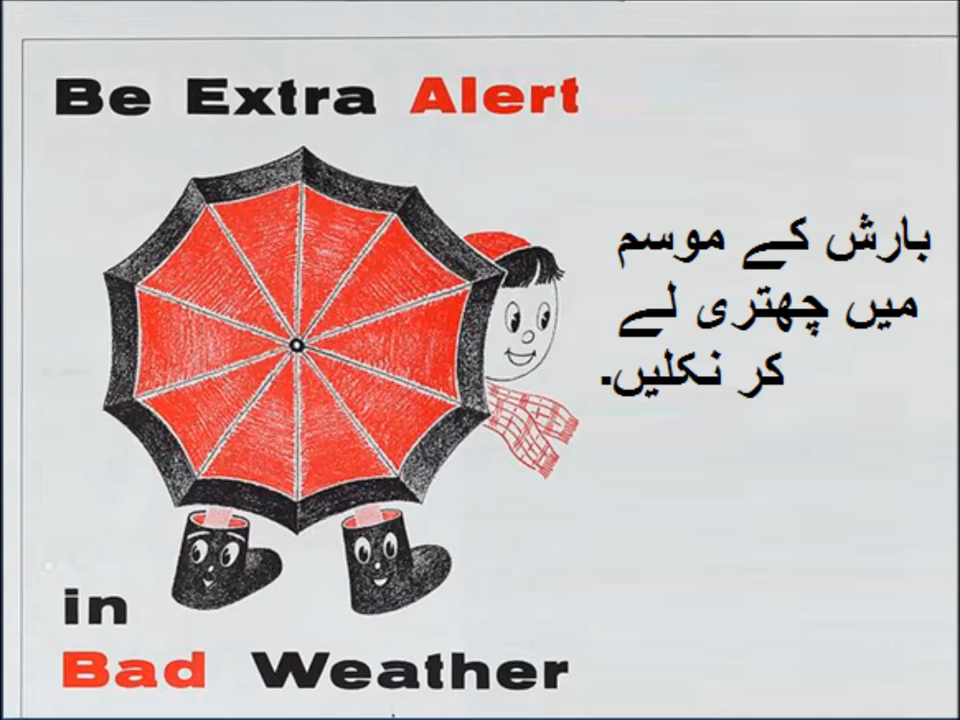 Be Extra Alert
بارش کے موسم
میں چھتری لے
کر نکلیں۔
in
Bad Weather